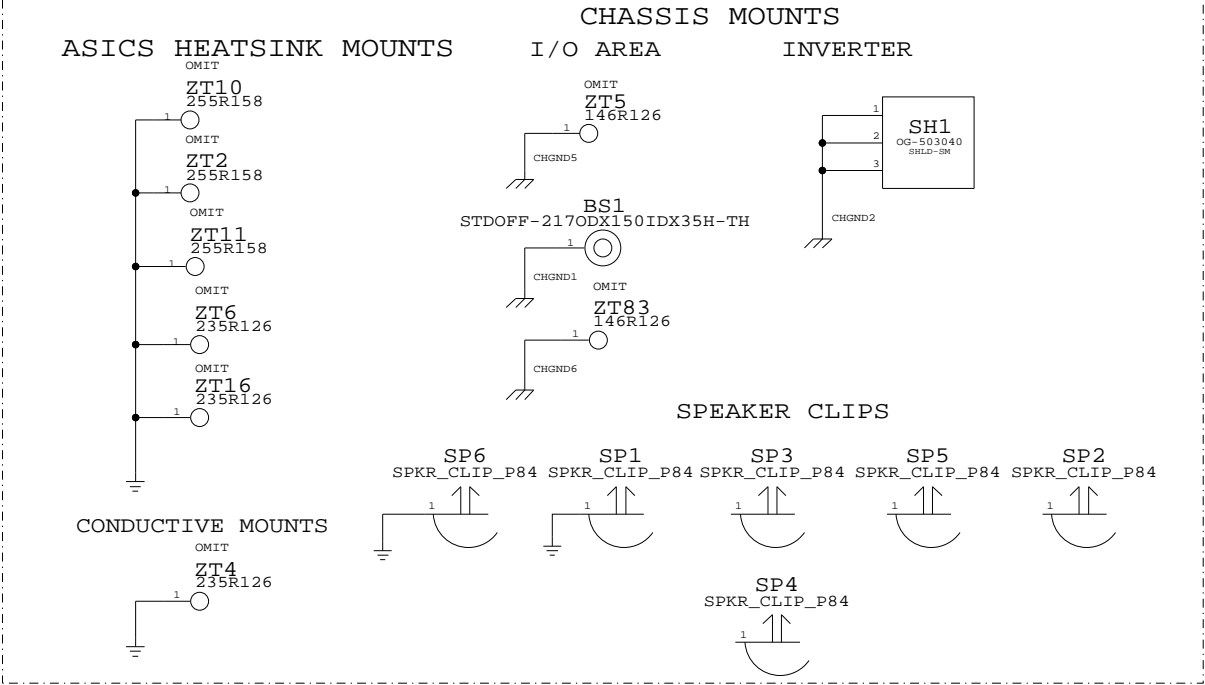 CHASSIS MOUNTS
ASICS HEATSINK MOUNTS
I/O AREA
INVERTER
OMIT
ZT10
255R158
1
OMIT
ZT2
255R158
1
OMIT
ZT11
255R158
1
OMIT
ZT6
235R126
1
OMIT
ZT16
235R126
1
CONDUCTIVE MOUNTS
OMIT
ZT4
235R126
1
OMIT
ZT5
146R126
1
CHGND5
BS1
STDOFF-217ODX150IDX35H-TH
1
CHGND1
OMIT
ZT83
146R126
1
CHGND6
1
2
3
SH1
OG-503040
SHLD-SM
CHGND2
SPEAKER CLIPS
SP6
SPKR_CLIP_P84
1
SP1
SPKR_CLIP_P84
1
SP3
SPKR_CLIP_P84
1
SP5
SPKR_CLIP_P84
1
SP2
SPKR_CLIP_P84
1
SP4
SPKR_CLIP_P84
1